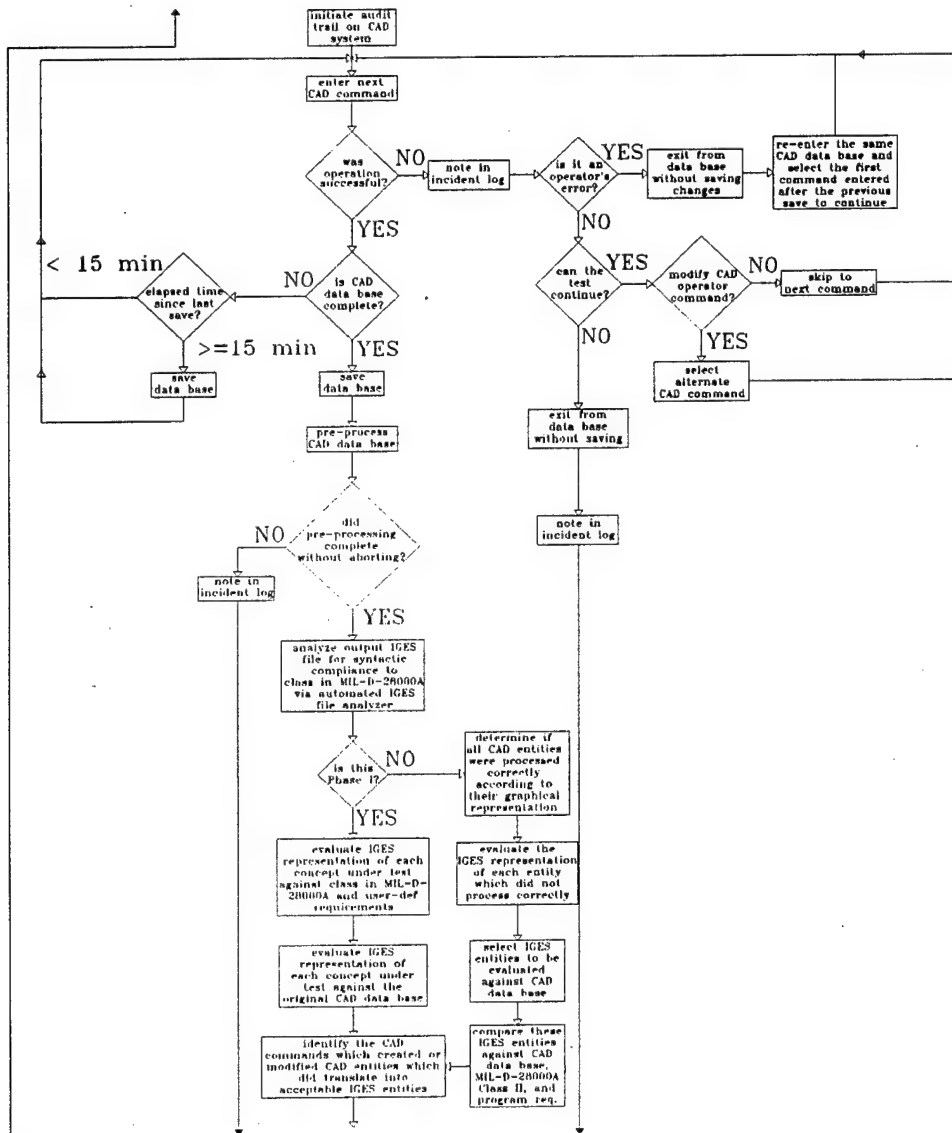 initiate audit
trail on CAD
system
enter next
CAD command
was
operation
successful?
NO
note in
incident log
is it an
operator's
error?
YES
exit from
data base
without saving
changes
re-enter the same
CAD data base and
select the first
command entered
after the previous
save to continue
YES
NO
< 15 min
elapsed time
since last
save?
NO
is CAD
data base
complete?
can the
test
continue?
YES
modify CAD
operator
command?
NO
skip to
next command
>=15 min
YES
NO
YES
save
data base
save
data base
select
alternate
CAD command
pre-process
CAD data base
exit from
data base
without saving
NO
did
pre-processing
complete
without aborting?
note in
incident log
note in
incident log
YES
analyze output IGES
file for syntactic
compliance to
class in MIL-D-28000A
via automated IGES
file analyzer
is this
Phase I?
NO
determine if
all CAD entities
were processed
correctly
according to
their graphical
representation
YES
evaluate IGES
representation of each
concept under test
against class in MIL-D-
28000A and user-def
requirements
evaluate the
IGES representation
of each entity
which did not
process correctly
evaluate IGES
representation of
each concept under
test against the
original CAD data base
select IGES
entities to be
evaluated
against CAD
data base
identify the CAD
commands which created or
modified CAD entities which
did translate into
acceptable IGES entities
compare these
IGES entities
against CAD
data base,
MIL-D-28000A
Class II, and
program req.